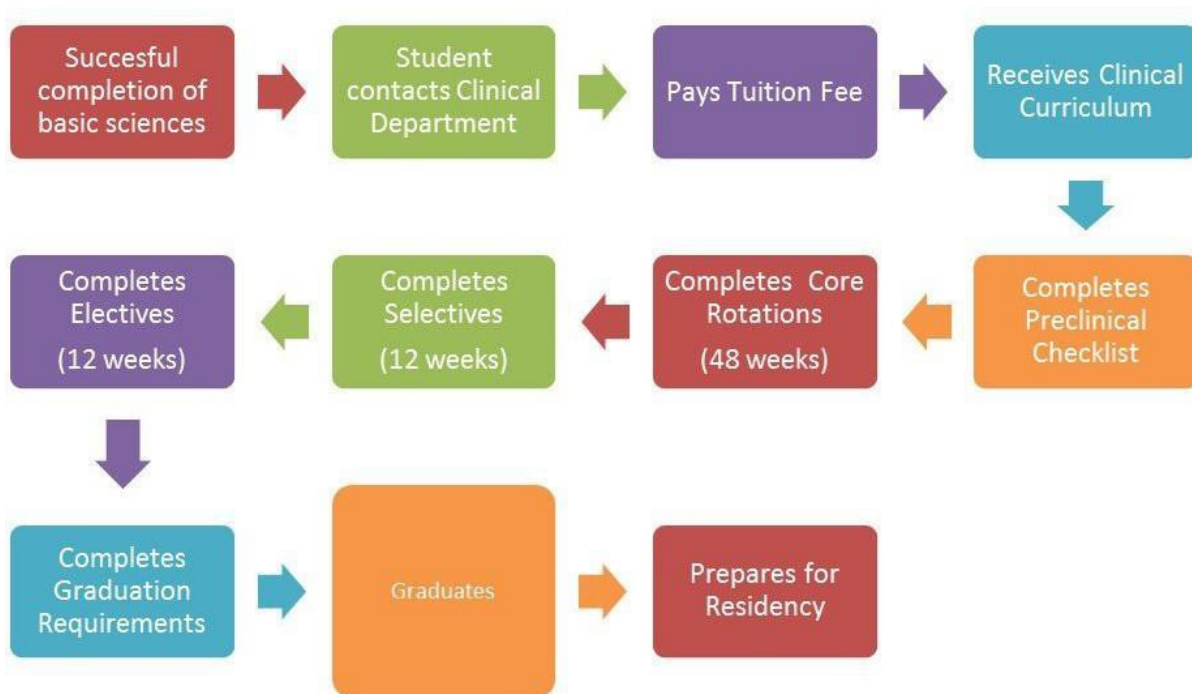 Succesful
completion of
basic sciences
Student
contacts Clinical
Department
Pays Tuition Fee
Receives Clinical
Curriculum
Completes
Preclinical
Checklist
Completes Core
Rotations
(48 weeks)
Completes
Selectives
(12 weeks)
Completes
Electives
(12 weeks)
Completes
Graduation
Requirements
Graduates
Prepares for
Residency